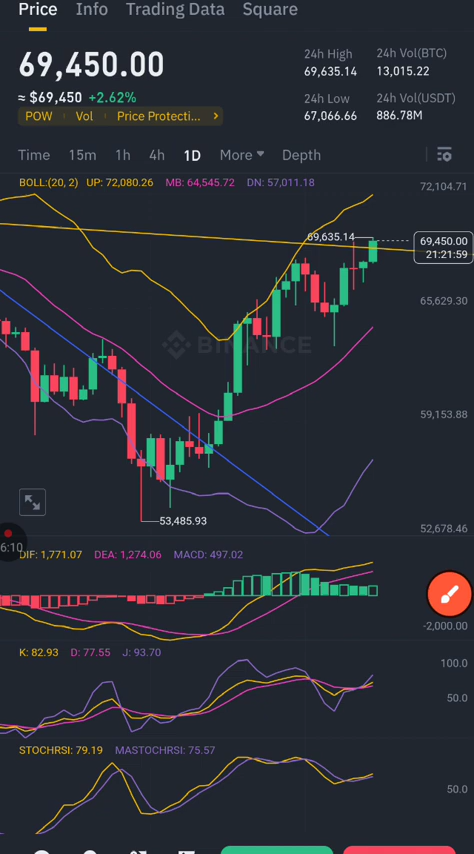 Price Info Trading Data Square
69,450.00
≈ $69,450 +2.62%
POW Vol Price Protecti... >
24h High 24h Vol(BTC)
69,635.14 13,015.22
24h Low 24h Vol(USDT)
67,066.66 886.78M
Time 15m 1h 4h 1D More Depth
BOLL:(20, 2) UP: 72,080.26 MB: 64,545.72 DN: 57,011.18
72,104.71
69,635.14
69,450.00
21:21:59
65,629.30
BINANCE
59,153.88
53,485.93
52,678.46
6:10
DIF: 1,771.07 DEA: 1,274.06 MACD: 497.02
-2,000.00
K: 82.93 D: 77.55 J: 93.70
100.0
50.0
STOCHRSI: 79.19 MASTOCHRSI: 75.57
50.0